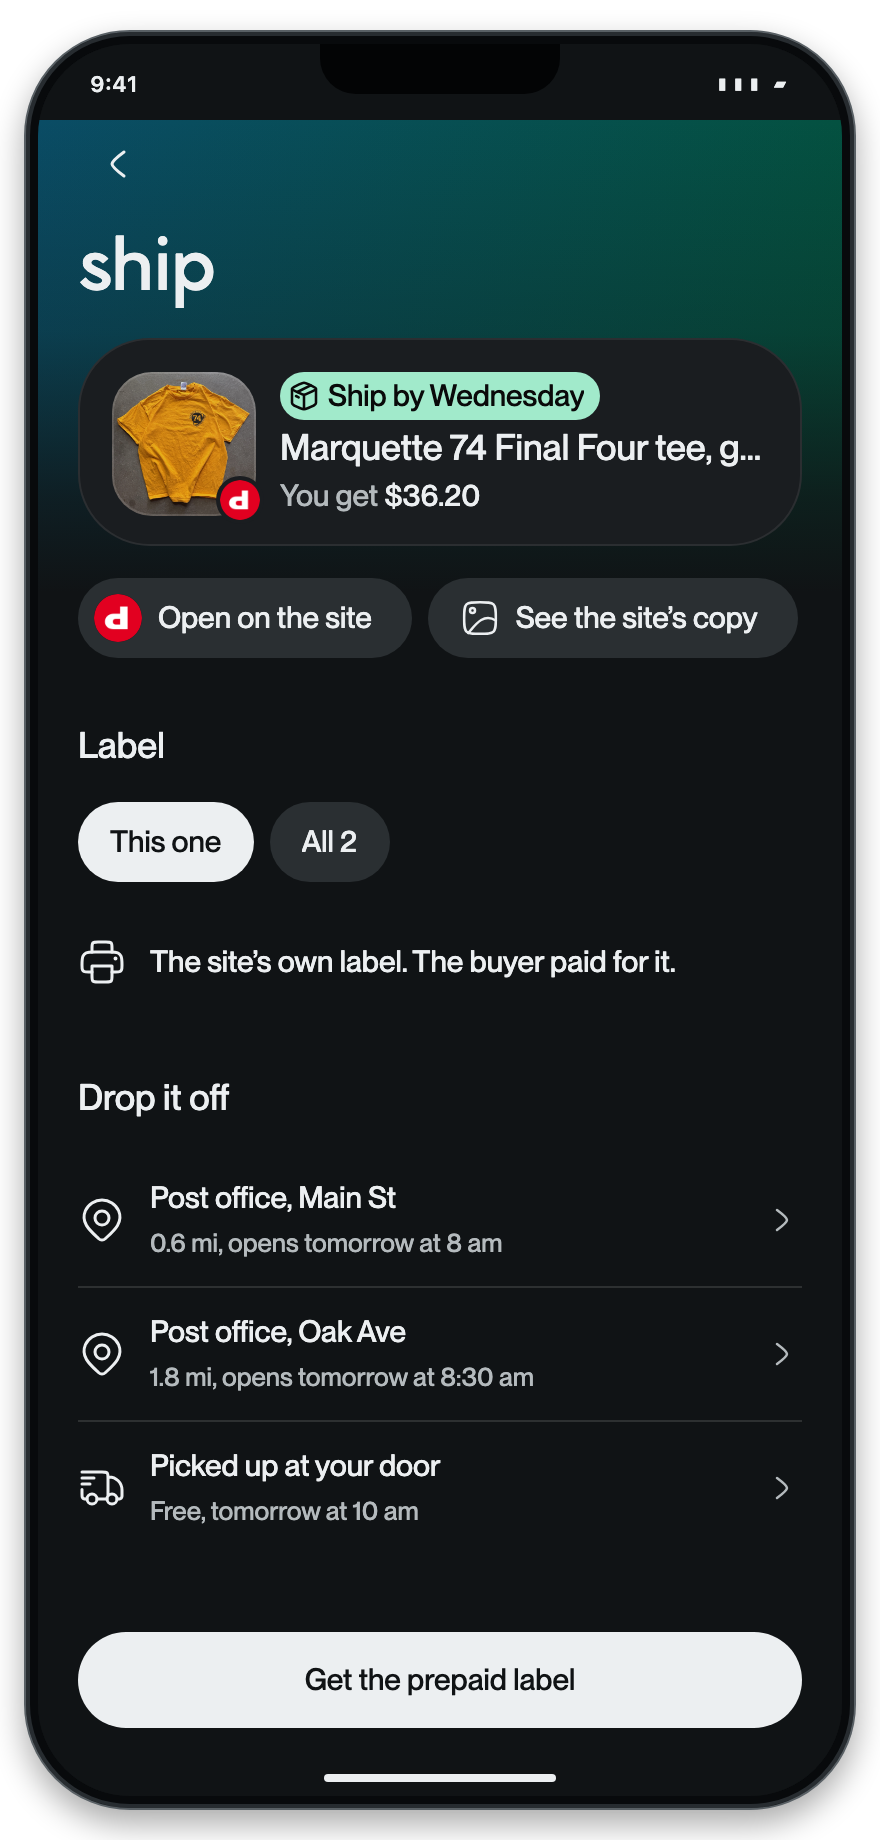 9:41
ship
Ship by Wednesday
Marquette 74 Final Four tee, g...
You get $36.20
74
d
d
Open on the site
See the site’s copy
Label
This one
All 2
The site’s own label. The buyer paid for it.
Drop it off
Post office, Main St
0.6 mi, opens tomorrow at 8 am
Post office, Oak Ave
1.8 mi, opens tomorrow at 8:30 am
Picked up at your door
Free, tomorrow at 10 am
Get the prepaid label